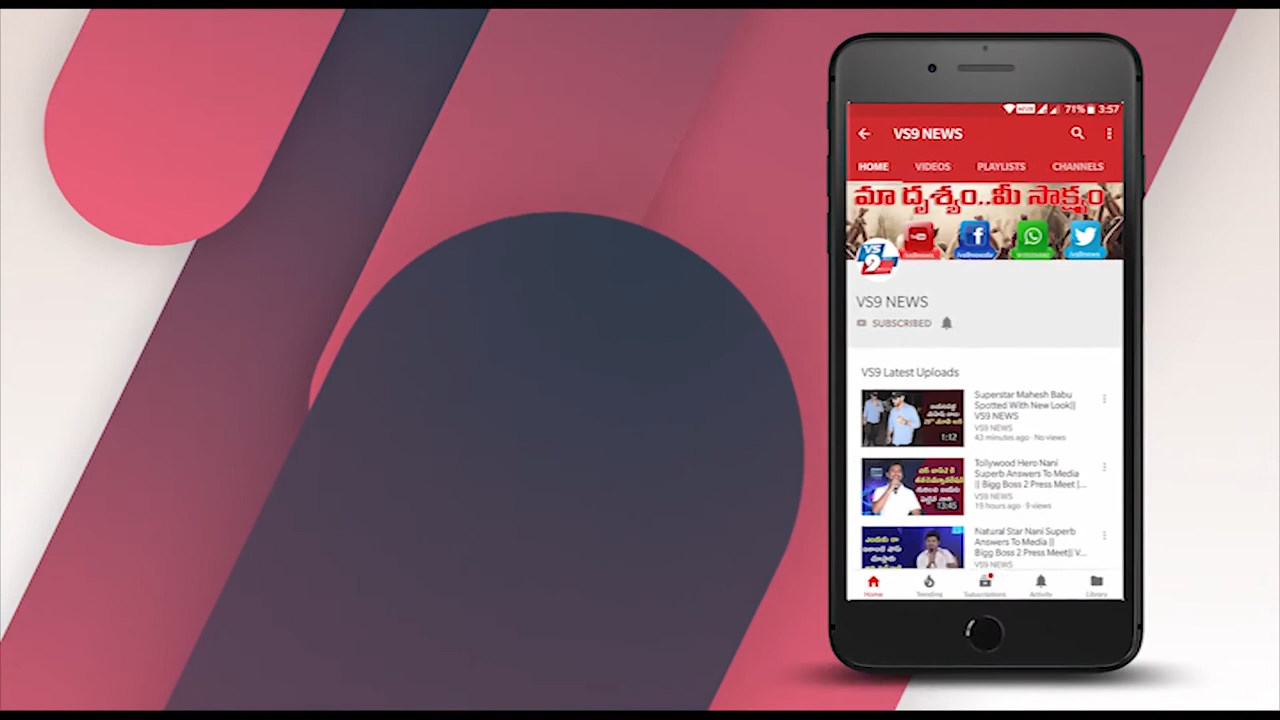 71% 3:57
VS9 NEWS
HOME VIDEOS PLAYLISTS CHANNELS
మా దృశ్యం..మీ సాక్ష్యం
VS
9
VS9 NEWS
SUBSCRIBED
VS9 Latest Uploads
Superstar Mahesh Babu
Spotted With New Look||
VS9 NEWS
VS9 NEWS
43 minutes ago · No views
1:12
Tollywood Hero Nani
Superb Answers To Media
|| Bigg Boss 2 Press Meet |...
VS9 NEWS
19 hours ago · 9 views
13:45
Natural Star Nani Superb
Answers To Media ||
Bigg Boss 2 Press Meet|| V...
VS9 NEWS
Home Trending Subscriptions Activity Library